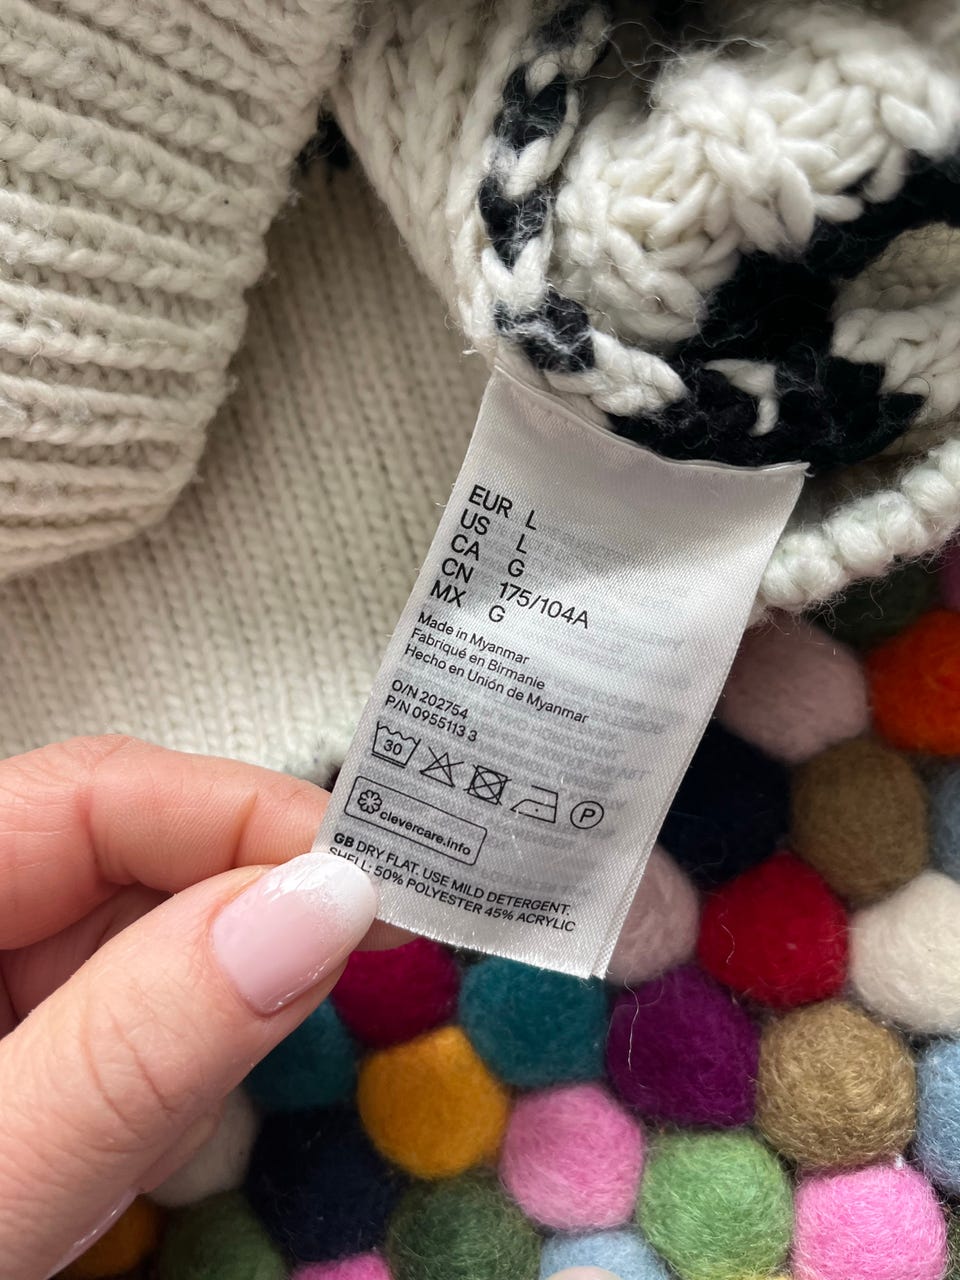 EUR L
US L
CA G
CN 175/104A
MX G
Made in Myanmar
Fabriqué en Birmanie
Hecho en Unión de Myanmar
O/N 202754
P/N 0955113 3
30
P
clevercare.info
GB DRY FLAT. USE MILD DETERGENT.
SHELL: 50% POLYESTER 45% ACRYLIC